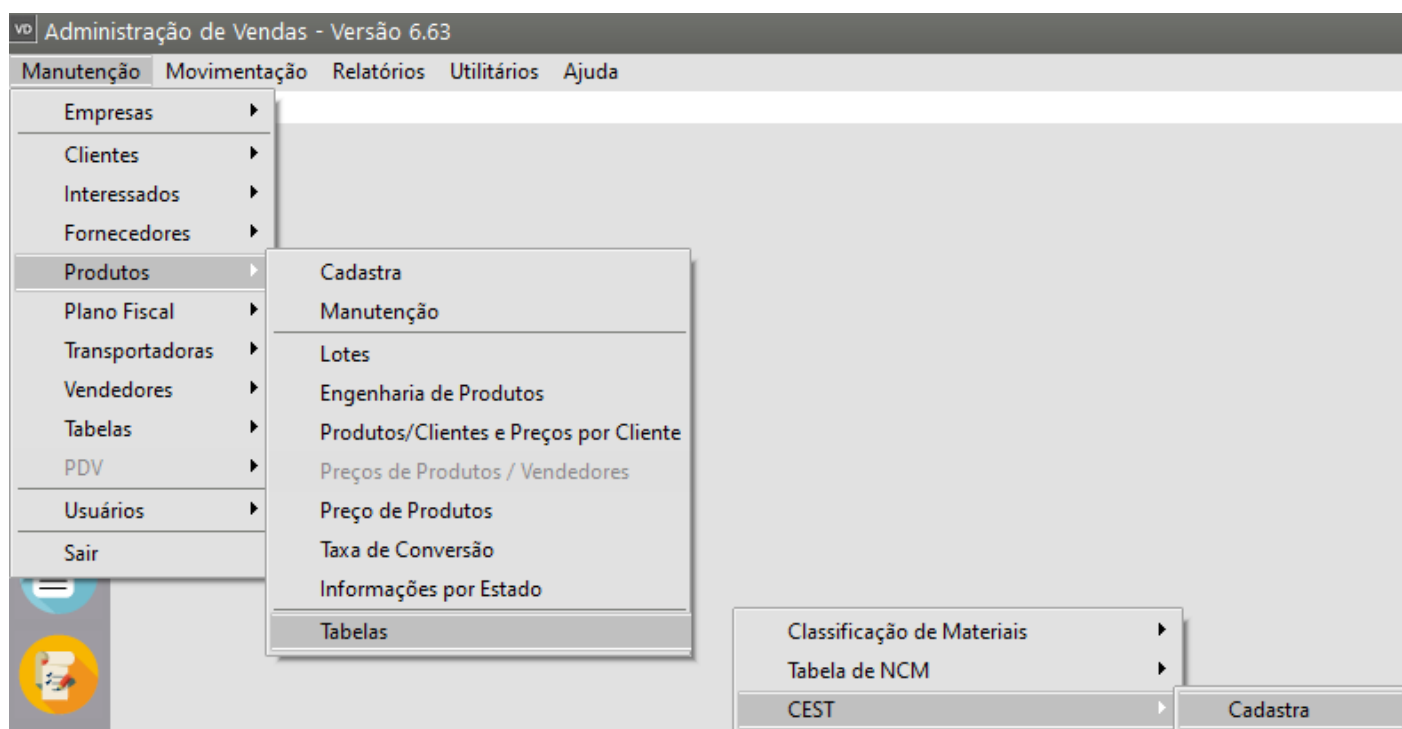 VD Administração de Vendas - Versão 6.63
Manutenção Movimentação Relatórios Utilitários Ajuda
Empresas
Clientes
Interessados
Fornecedores
Produtos
Plano Fiscal
Transportadoras
Vendedores
Tabelas
PDV
Usuários
Sair
Cadastra
Manutenção
Lotes
Engenharia de Produtos
Produtos/Clientes e Preços por Cliente
Preços de Produtos / Vendedores
Preço de Produtos
Taxa de Conversão
Informações por Estado
Tabelas
Classificação de Materiais
Tabela de NCM
CEST
Cadastra